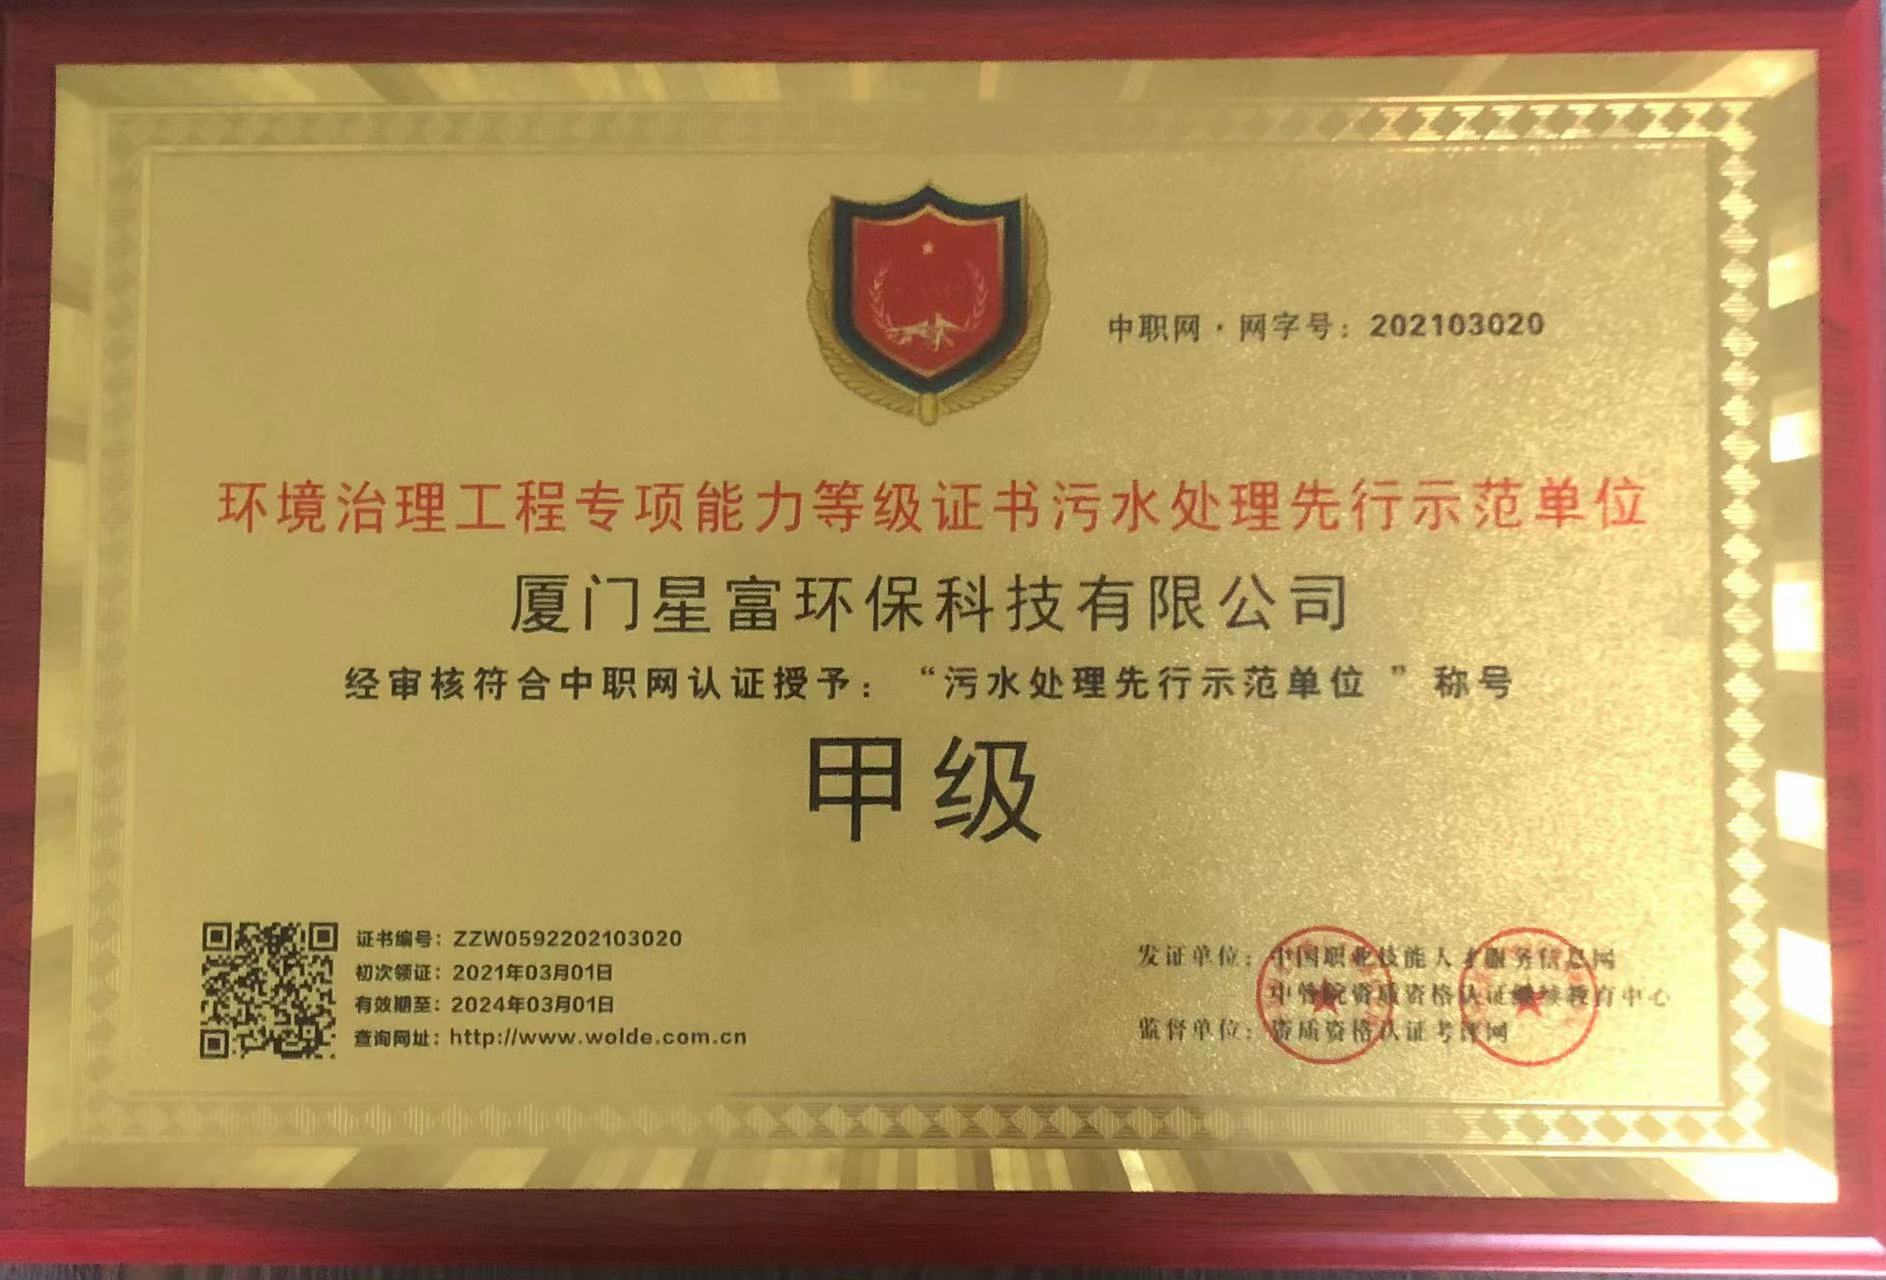 中职网·网字号：202103020
环境治理工程专项能力等级证书污水处理先行示范单位
厦门星富环保科技有限公司
经审核符合中职网认证授予：“污水处理先行示范单位 ”称号
甲级
证书编号：ZZW0592202103020
初次领证：2021年03月01日
有效期至：2024年03月01日
查询网址：http://www.wolde.com.cn
发证单位：中国职业技能人才服务信息网
中管院资质资格认证继续教育中心
监督单位：资质资格认证考评网